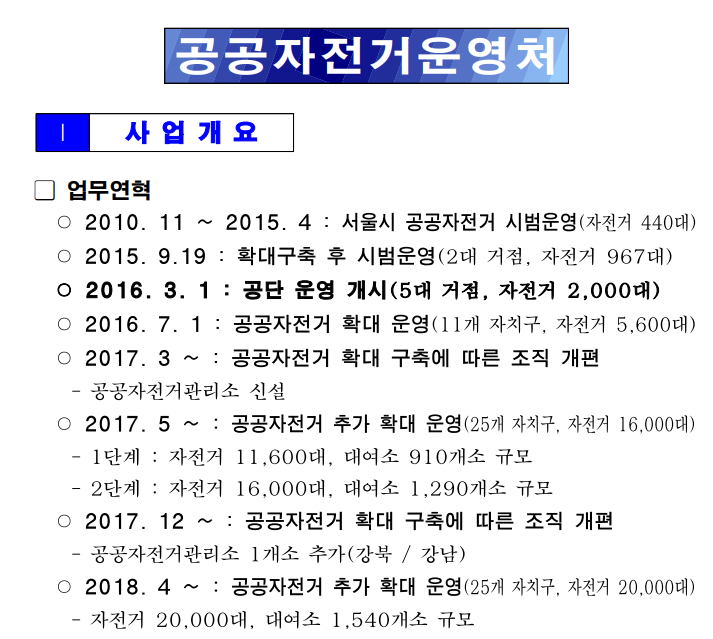 공공자전거운영처
Ⅰ 사 업 개 요
□ 업무연혁
○ 2010. 11 ~ 2015. 4 : 서울시 공공자전거 시범운영(자전거 440대)
○ 2015. 9.19 : 확대구축 후 시범운영(2대 거점, 자전거 967대)
○ 2016. 3. 1 : 공단 운영 개시(5대 거점, 자전거 2,000대)
○ 2016. 7. 1 : 공공자전거 확대 운영(11개 자치구, 자전거 5,600대)
○ 2017. 3 ~ : 공공자전거 확대 구축에 따른 조직 개편
- 공공자전거관리소 신설
○ 2017. 5 ~ : 공공자전거 추가 확대 운영(25개 자치구, 자전거 16,000대)
- 1단계 : 자전거 11,600대, 대여소 910개소 규모
- 2단계 : 자전거 16,000대, 대여소 1,290개소 규모
○ 2017. 12 ~ : 공공자전거 확대 구축에 따른 조직 개편
- 공공자전거관리소 1개소 추가(강북 / 강남)
○ 2018. 4 ~ : 공공자전거 추가 확대 운영(25개 자치구, 자전거 20,000대)
- 자전거 20,000대, 대여소 1,540개소 규모